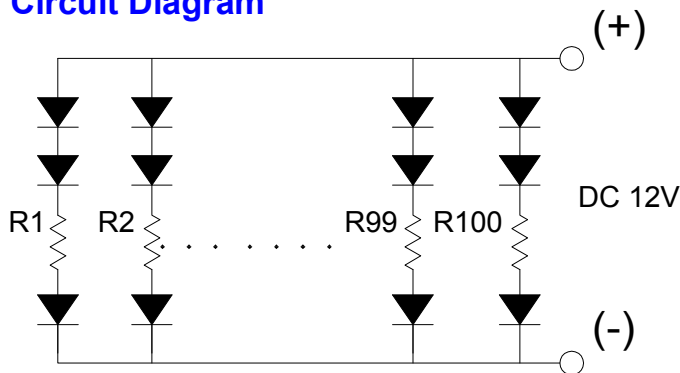 Circuit Diagram
(+)
R1 R2 R99 R100 DC 12V
(-)